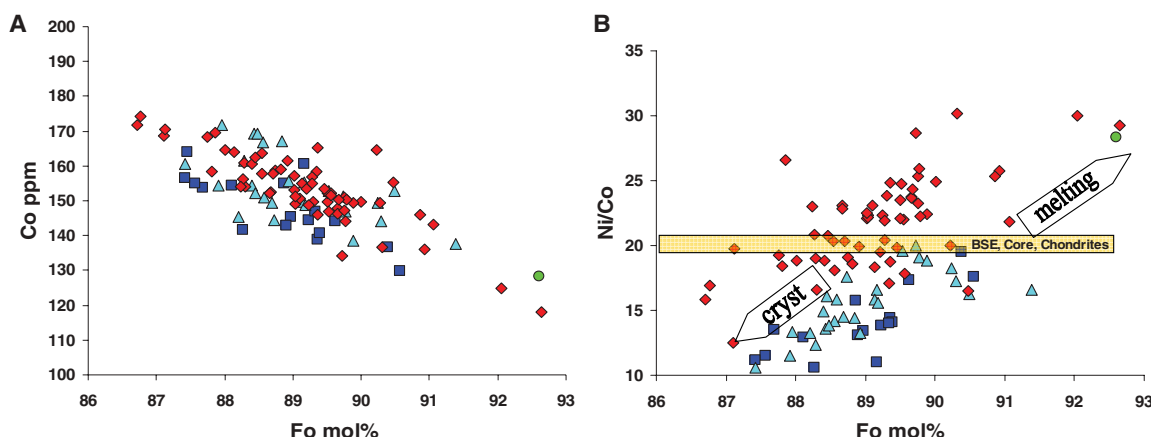 A
Co ppm
200
190
180
170
160
150
140
130
120
110
100
86 87 88 89 90 91 92 93
Fo mol%
B
Ni/Co
35
30
25
20
15
10
BSE, Core, Chondrites
melting
cryst
86 87 88 89 90 91 92 93
Fo mol%